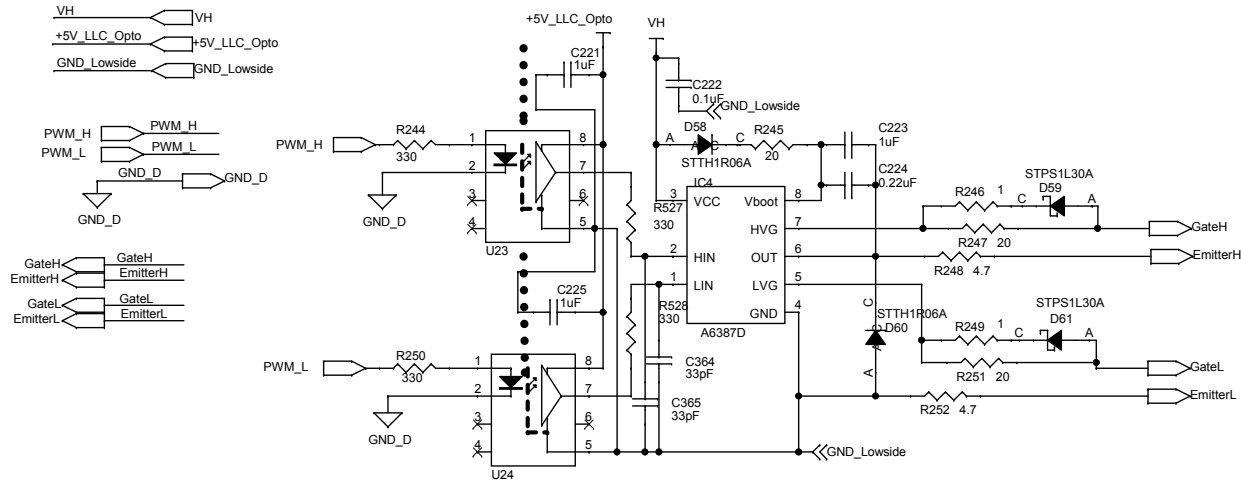 VH
VH
+5V_LLC_Opto
+5V_LLC_Opto
GND_Lowside
GND_Lowside
PWM_H
PWM_H
PWM_L
PWM_L
GND_D
GND_D
GND_D
GateH
GateH
EmitterH
EmitterH
GateL
GateL
EmitterL
EmitterL
+5V_LLC_Opto
C221
1uF
PWM_H
R244
330
1
2
3
4
8
7
6
5
U23
GND_D
C225
1uF
PWM_L
R250
330
1
2
3
4
8
7
6
5
U24
GND_D
VH
C222
0.1uF
GND_Lowside
A
D58
A
C
C
STTH1R06A
R245
20
C223
1uF
C224
0.22uF
R527
330
R528
330
C364
33pF
C365
33pF
IC4
3
VCC
Vboot
8
HVG
7
2
HIN
OUT
6
1
LIN
LVG
5
GND
4
A6387D
C
STTH1R06A
D60
A
C
A
STPS1L30A
D59
R246
1
C
A
R247
20
GateH
R248
4.7
EmitterH
STPS1L30A
D61
R249
1
C
A
R251
20
GateL
R252
4.7
EmitterL
GND_Lowside